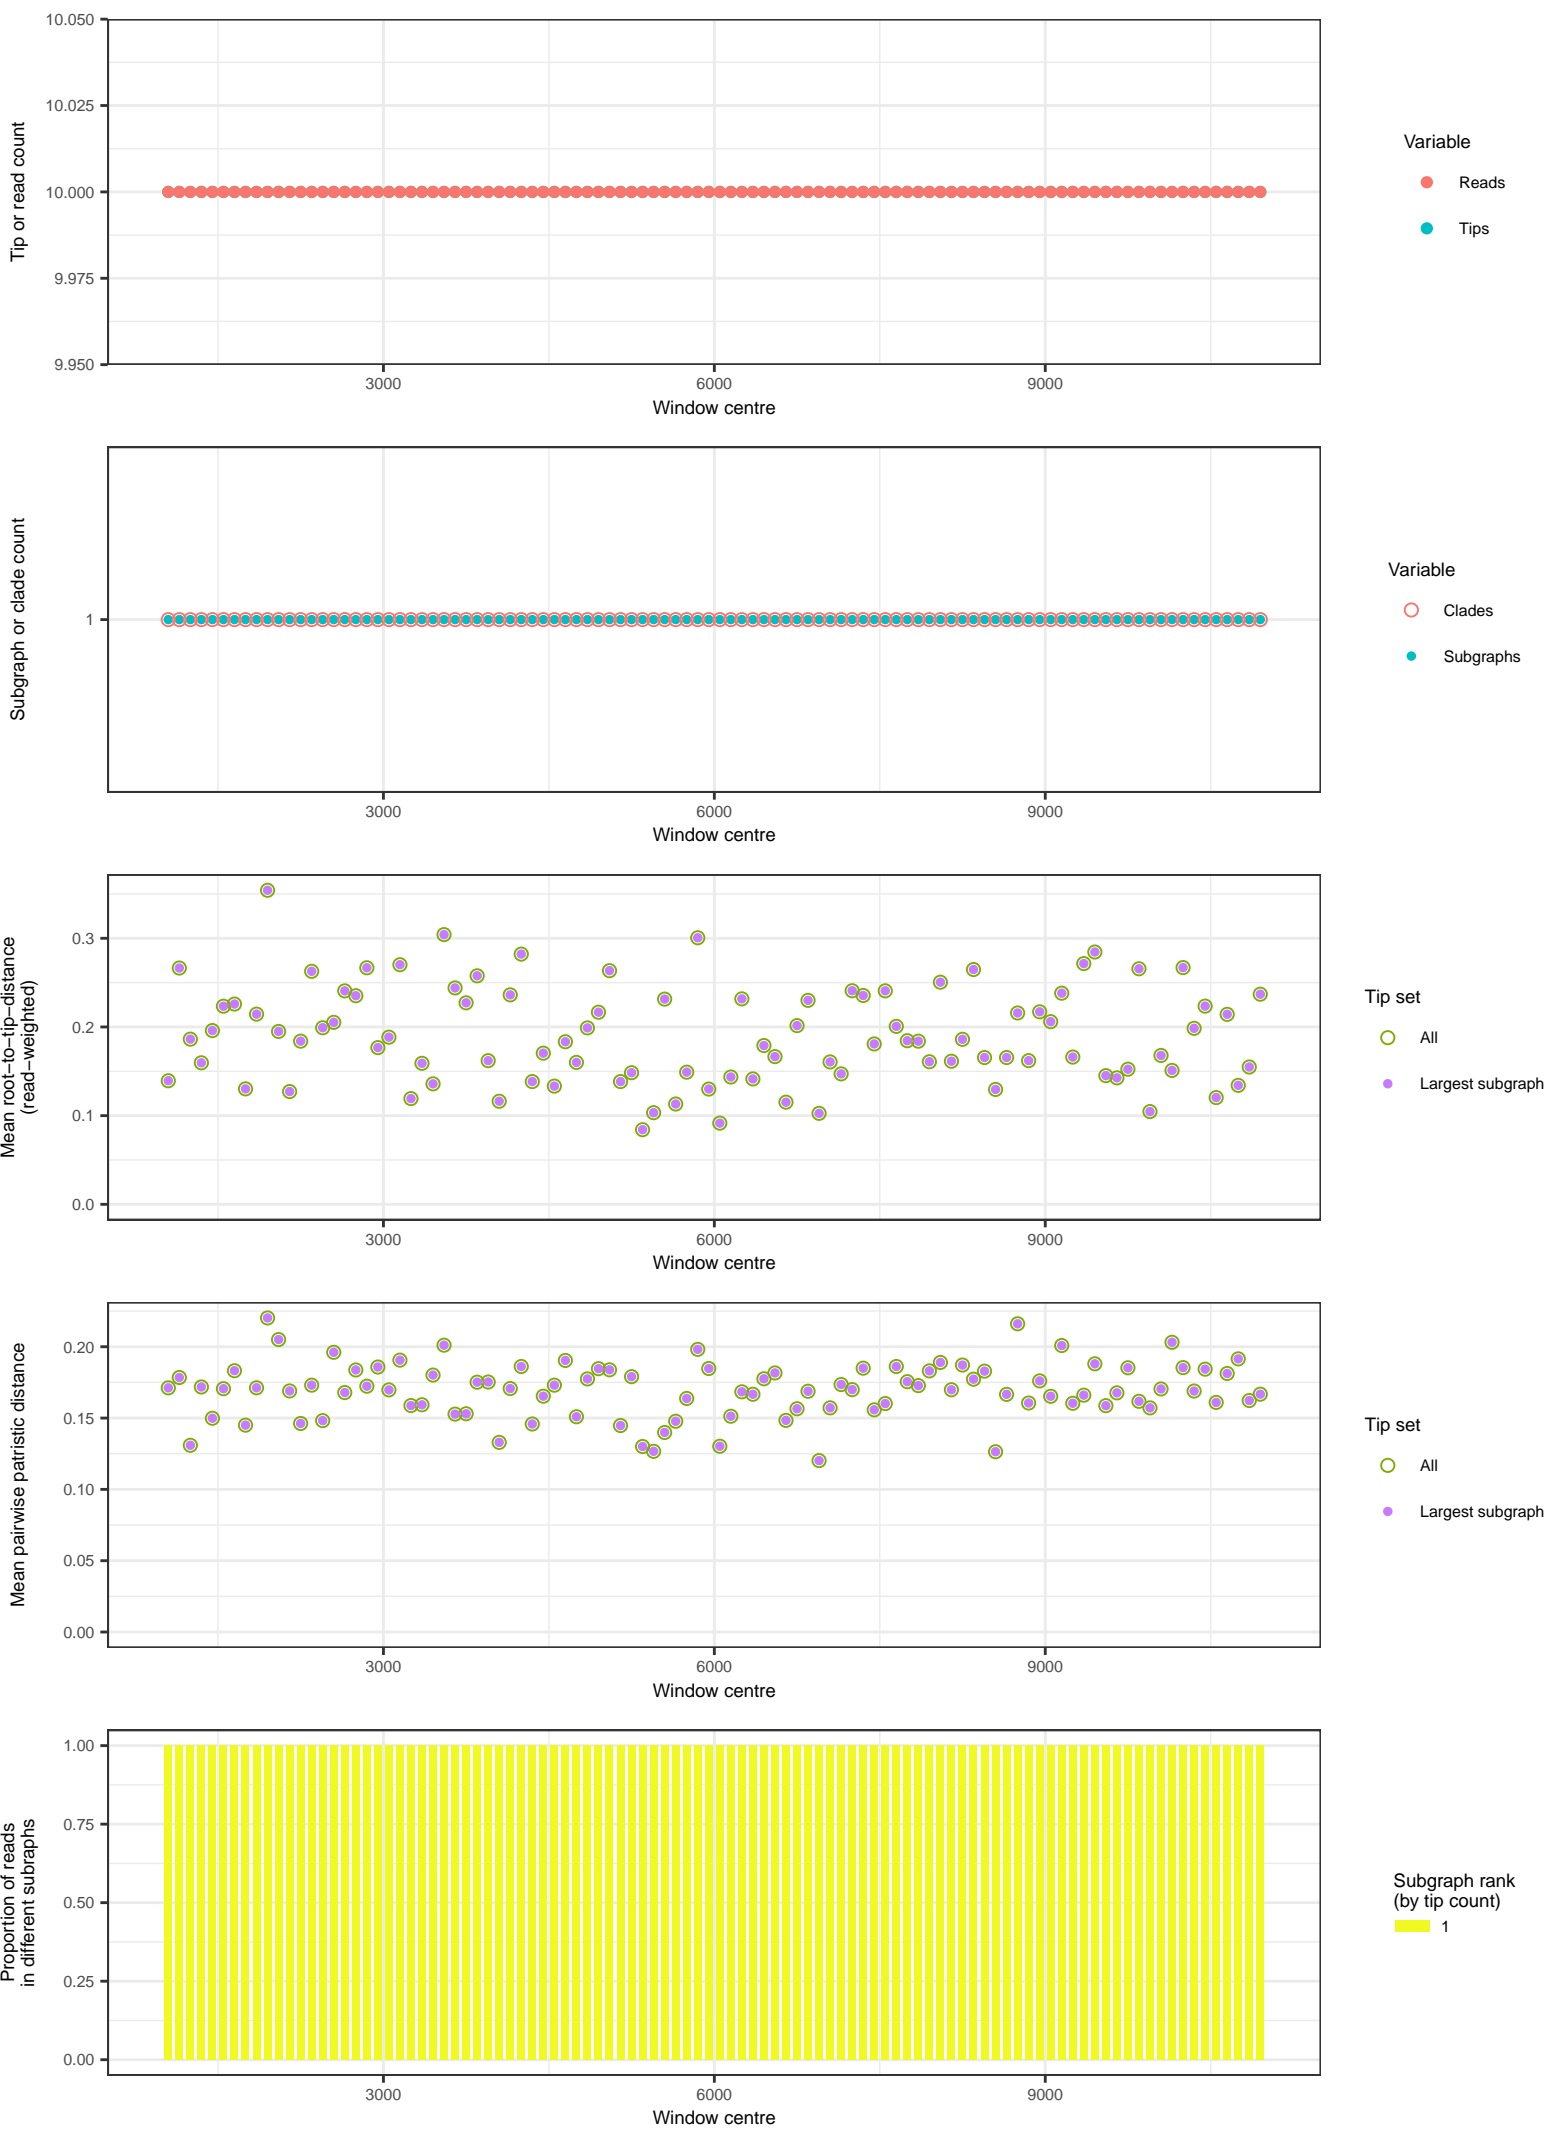 10.050
10.025
10.000
9.975
9.950
Tip or read count
3000 6000 9000
Window centre
Variable
Reads
Tips
1
Subgraph or clade count
3000 6000 9000
Window centre
Variable
Clades
Subgraphs
0.3
0.2
0.1
0.0
Mean root−to−tip−distance
(read−weighted)
3000 6000 9000
Window centre
Tip set
All
Largest subgraph
0.20
0.15
0.10
0.05
0.00
Mean pairwise patristic distance
3000 6000 9000
Window centre
Tip set
All
Largest subgraph
1.00
0.75
0.50
0.25
0.00
Proportion of reads
in different subraphs
3000 6000 9000
Window centre
Subgraph rank
(by tip count)
1